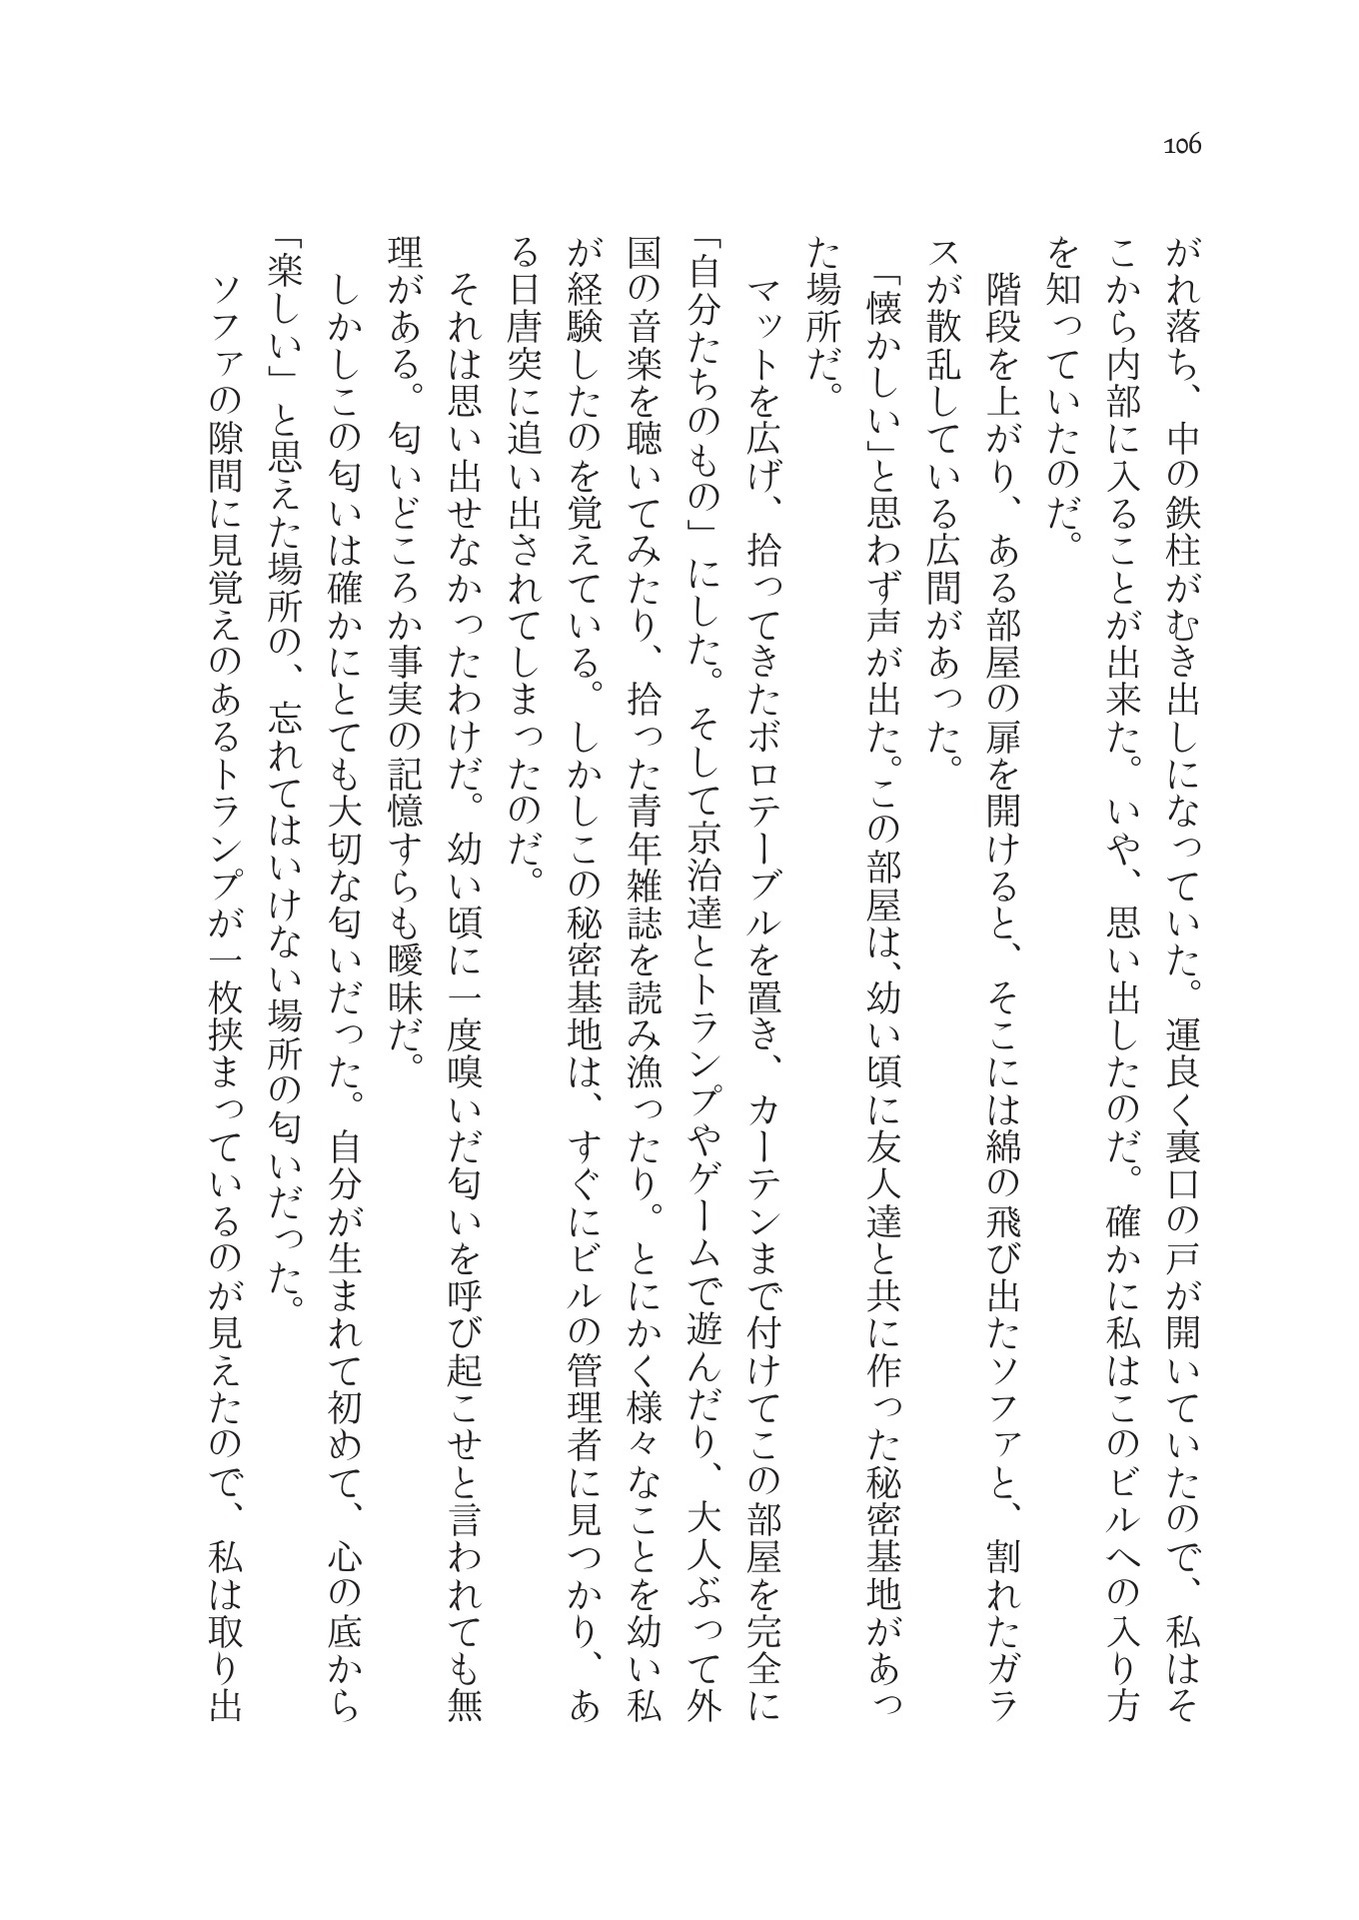 106
がれ落ち、中の鉄柱がむき出しになっていた。運良く裏口の戸が開いていたので、私はそ
こから内部に入ることが出来た。いや、思い出したのだ。確かに私はこのビルへの入り方
を知っていたのだ。
　階段を上がり、ある部屋の扉を開けると、そこには綿の飛び出たソファと、割れたガラ
スが散乱している広間があった。
　「懐かしい」と思わず声が出た。この部屋は、幼い頃に友人達と共に作った秘密基地があっ
た場所だ。
　マットを広げ、拾ってきたボロテーブルを置き、カーテンまで付けてこの部屋を完全に
「自分たちのもの」にした。そして京治達とトランプやゲームで遊んだり、大人ぶって外
国の音楽を聴いてみたり、拾った青年雑誌を読み漁ったり。とにかく様々なことを幼い私
が経験したのを覚えている。しかしこの秘密基地は、すぐにビルの管理者に見つかり、あ
る日唐突に追い出されてしまったのだ。
　それは思い出せなかったわけだ。幼い頃に一度嗅いだ匂いを呼び起こせと言われても無
理がある。匂いどころか事実の記憶すらも曖昧だ。
　しかしこの匂いは確かにとても大切な匂いだった。自分が生まれて初めて、心の底から
「楽しい」と思えた場所の、忘れてはいけない場所の匂いだった。
　ソファの隙間に見覚えのあるトランプが一枚挟まっているのが見えたので、私は取り出